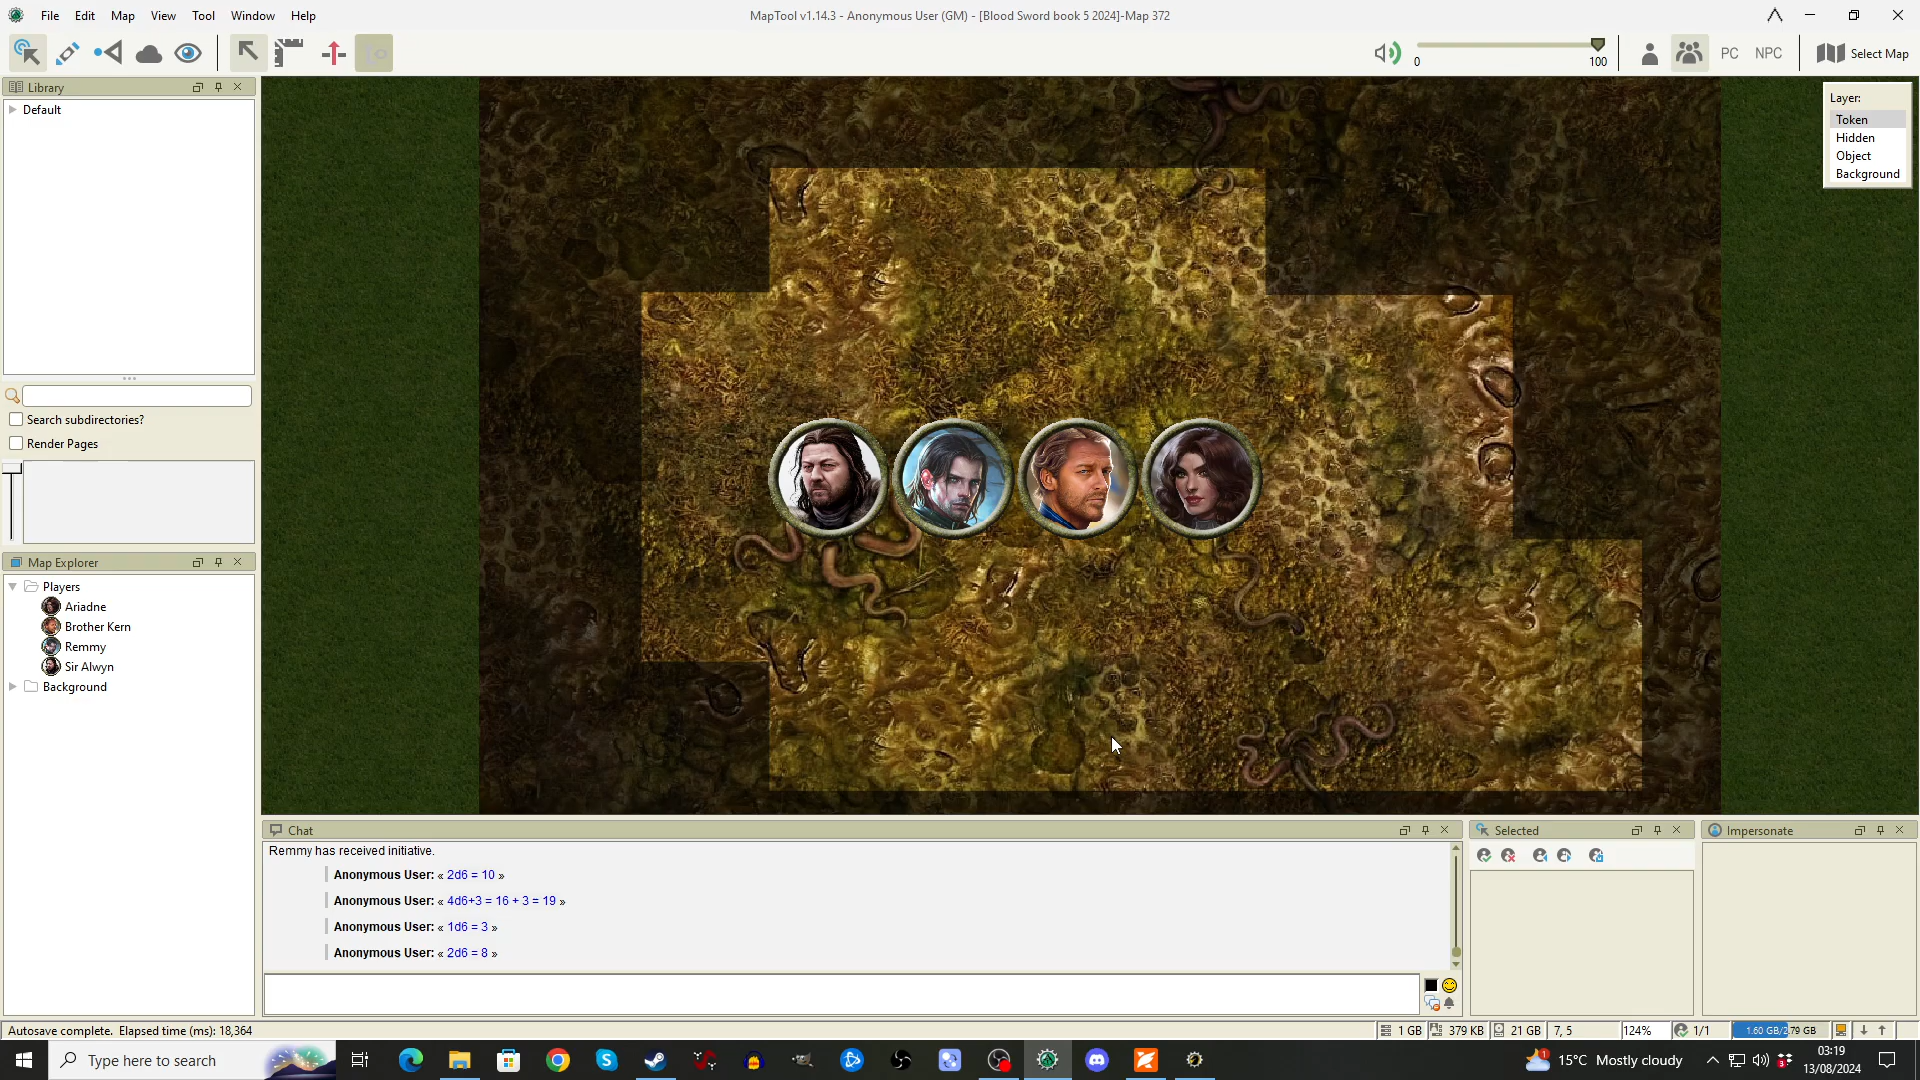 MapTool v1.14.3 - Anonymous User (GM) - [Blood Sword book 5 2024]-Map 372
File Edit Map View Tool Window Help
0 100
PC NPC
Select Map
Library
Default
Search subdirectories?
Render Pages
Map Explorer
Players
Ariadne
Brother Kern
Remmy
Sir Alwyn
Background
Layer:
Token
Hidden
Object
Background
Chat
Remmy has received initiative.
Anonymous User: « 2d6 = 10 »
Anonymous User: « 4d6+3 = 16 + 3 = 19 »
Anonymous User: « 1d6 = 3 »
Anonymous User: « 2d6 = 8 »
Selected
Impersonate
Autosave complete. Elapsed time (ms): 18,364
1 GB
379 KB
21 GB
7, 5
124%
1/1
Type here to search
15°C Mostly cloudy
03:19
13/08/2024